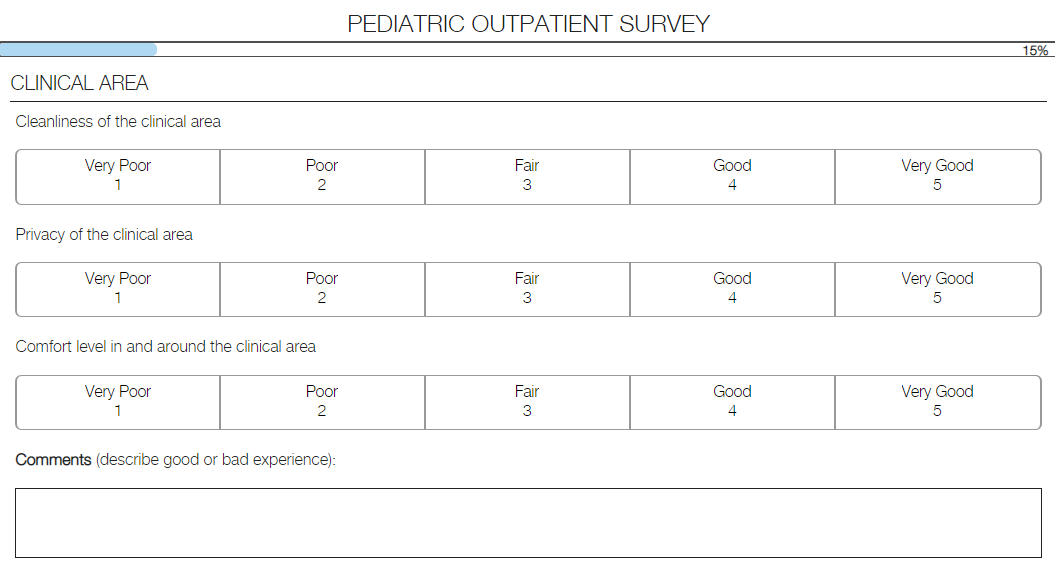 PEDIATRIC OUTPATIENT SURVEY
15%
CLINICAL AREA
Cleanliness of the clinical area
Very Poor Poor Fair Good Very Good
1 2 3 4 5
Privacy of the clinical area
Very Poor Poor Fair Good Very Good
1 2 3 4 5
Comfort level in and around the clinical area
Very Poor Poor Fair Good Very Good
1 2 3 4 5
Comments (describe good or bad experience):